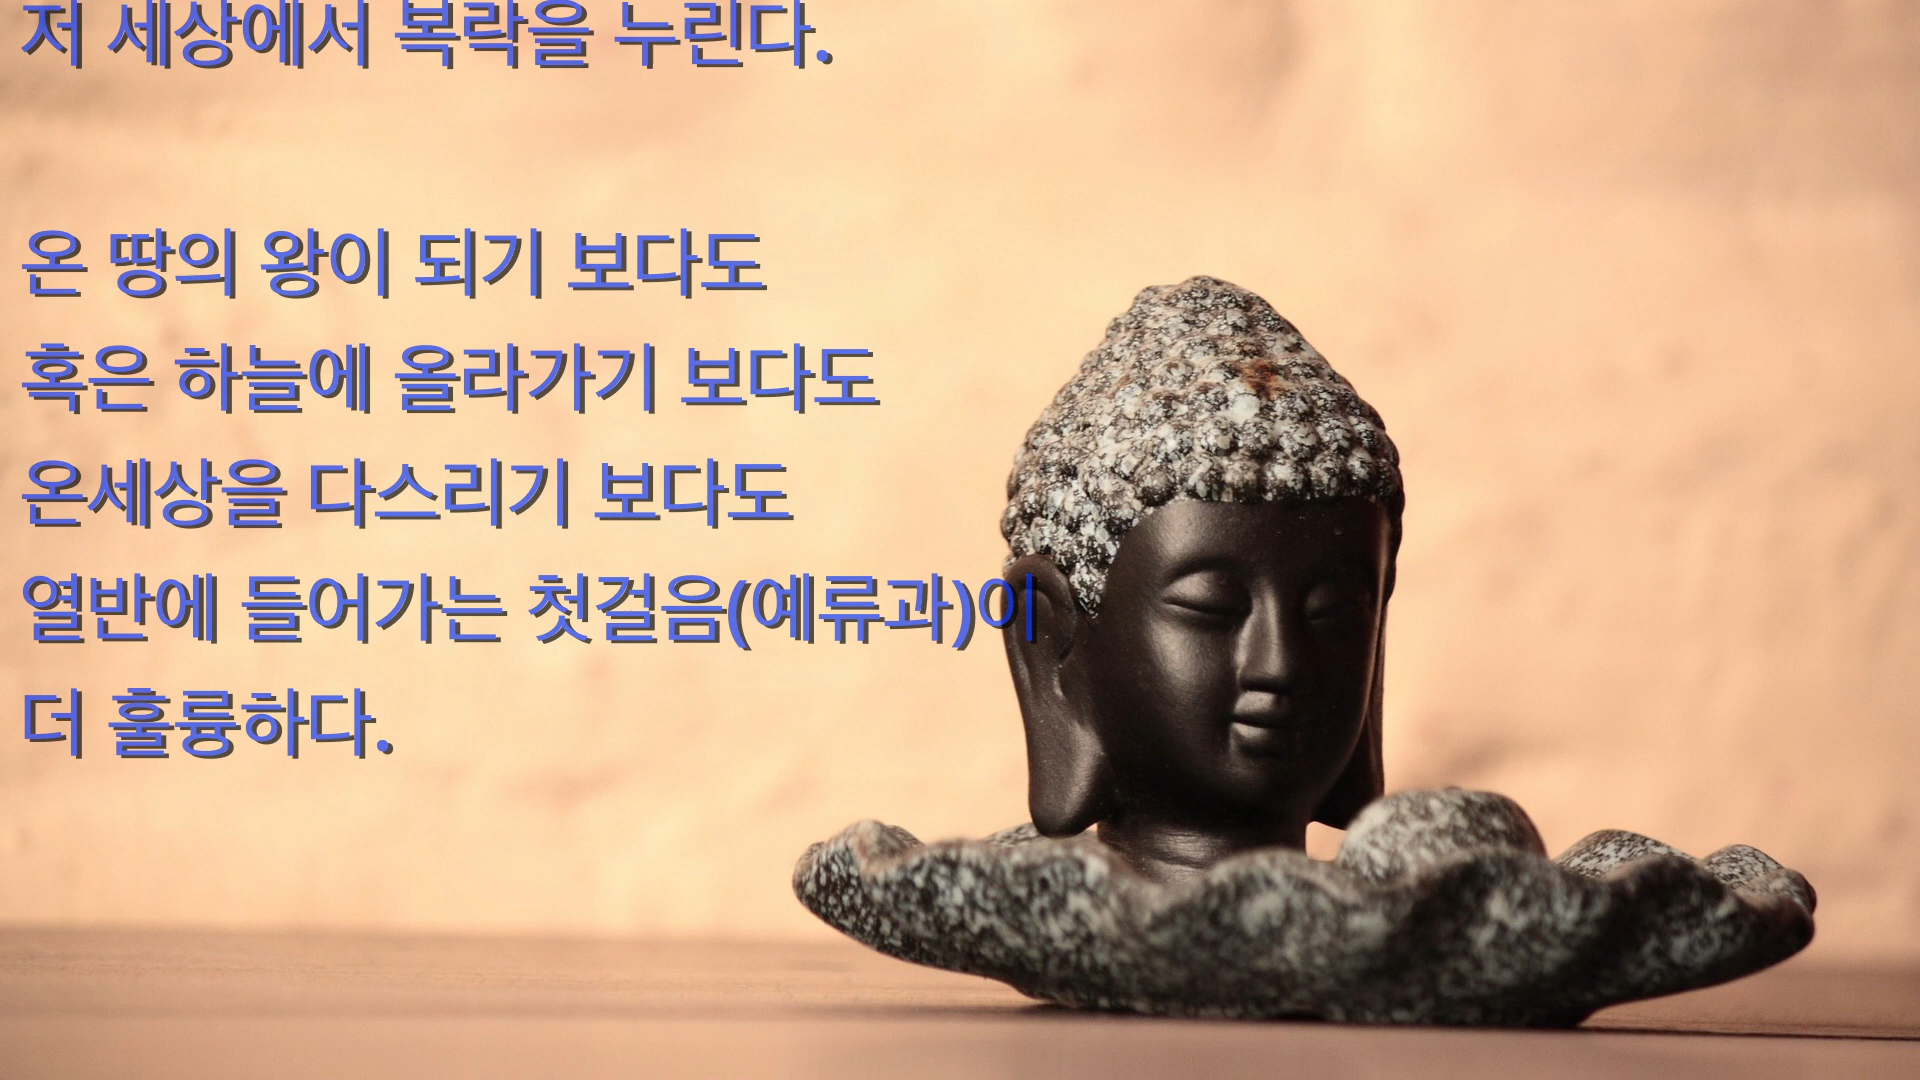 저 세상에서 복락을 누린다.
온 땅의 왕이 되기 보다도
혹은 하늘에 올라가기 보다도
온세상을 다스리기 보다도
열반에 들어가는 첫걸음(예류과)이
더 훌륭하다.